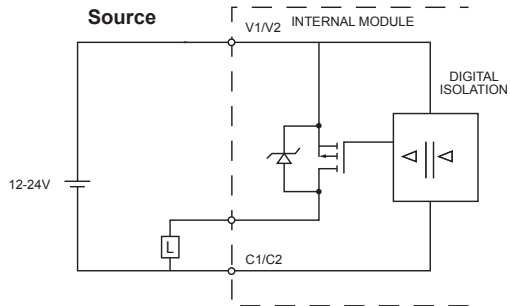 Source
V1/V2
INTERNAL MODULE
DIGITAL
ISOLATION
12-24V
L
C1/C2